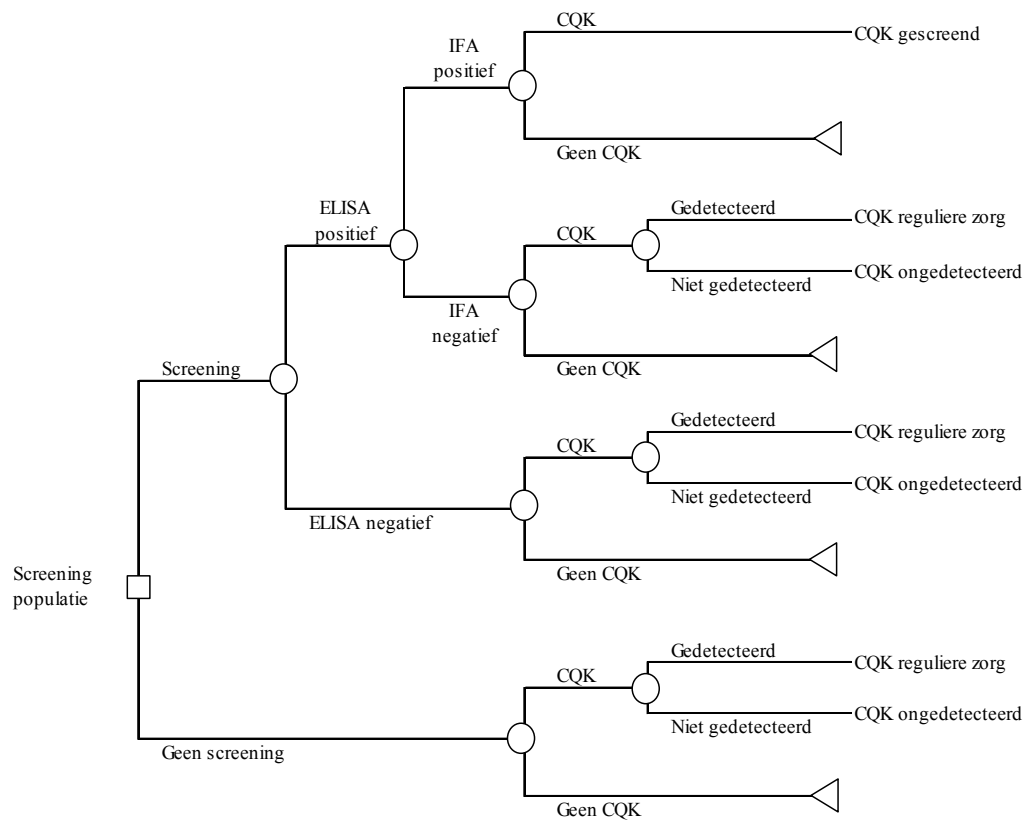 CQK
CQK gescreend
IFA
positief
Geen CQK
ELISA
positief
Gedetecteerd
CQK reguliere zorg
CQK
CQK ongedetecteerd
Niet gedetecteerd
IFA
negatief
Geen CQK
Screening
Gedetecteerd
CQK reguliere zorg
CQK
CQK ongedetecteerd
Niet gedetecteerd
ELISA negatief
Geen CQK
Screening
populatie
Gedetecteerd
CQK reguliere zorg
CQK
CQK ongedetecteerd
Niet gedetecteerd
Geen screening
Geen CQK